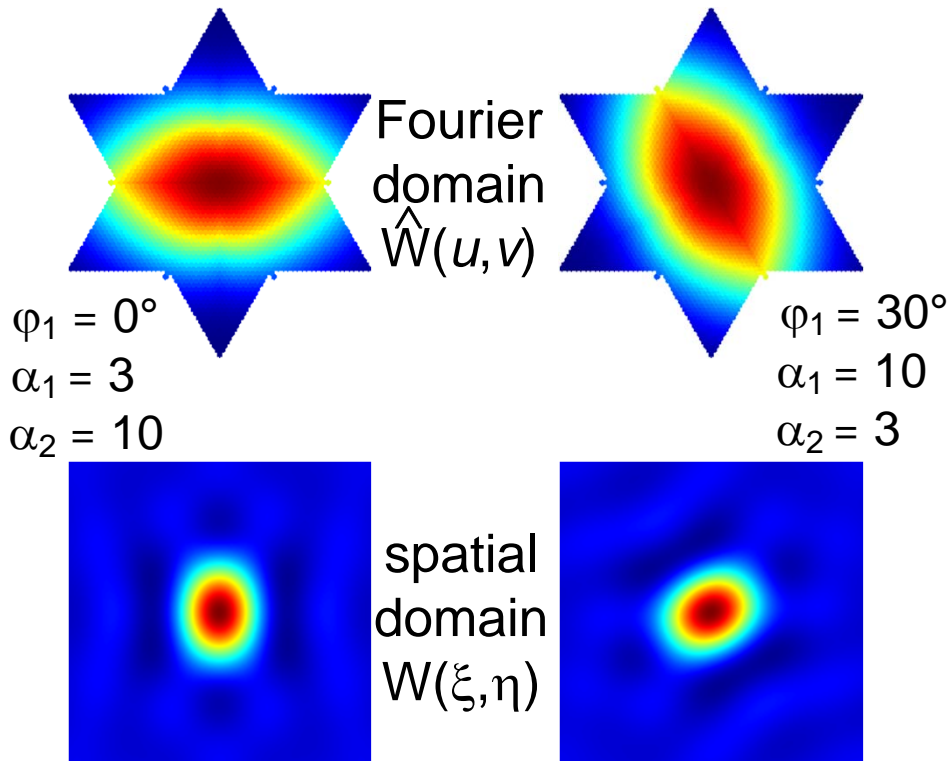 Fourier
domain
Ŵ(u,v)
φ₁ = 0°
α₁ = 3
α₂ = 10
φ₁ = 30°
α₁ = 10
α₂ = 3
spatial
domain
W(ξ,η)